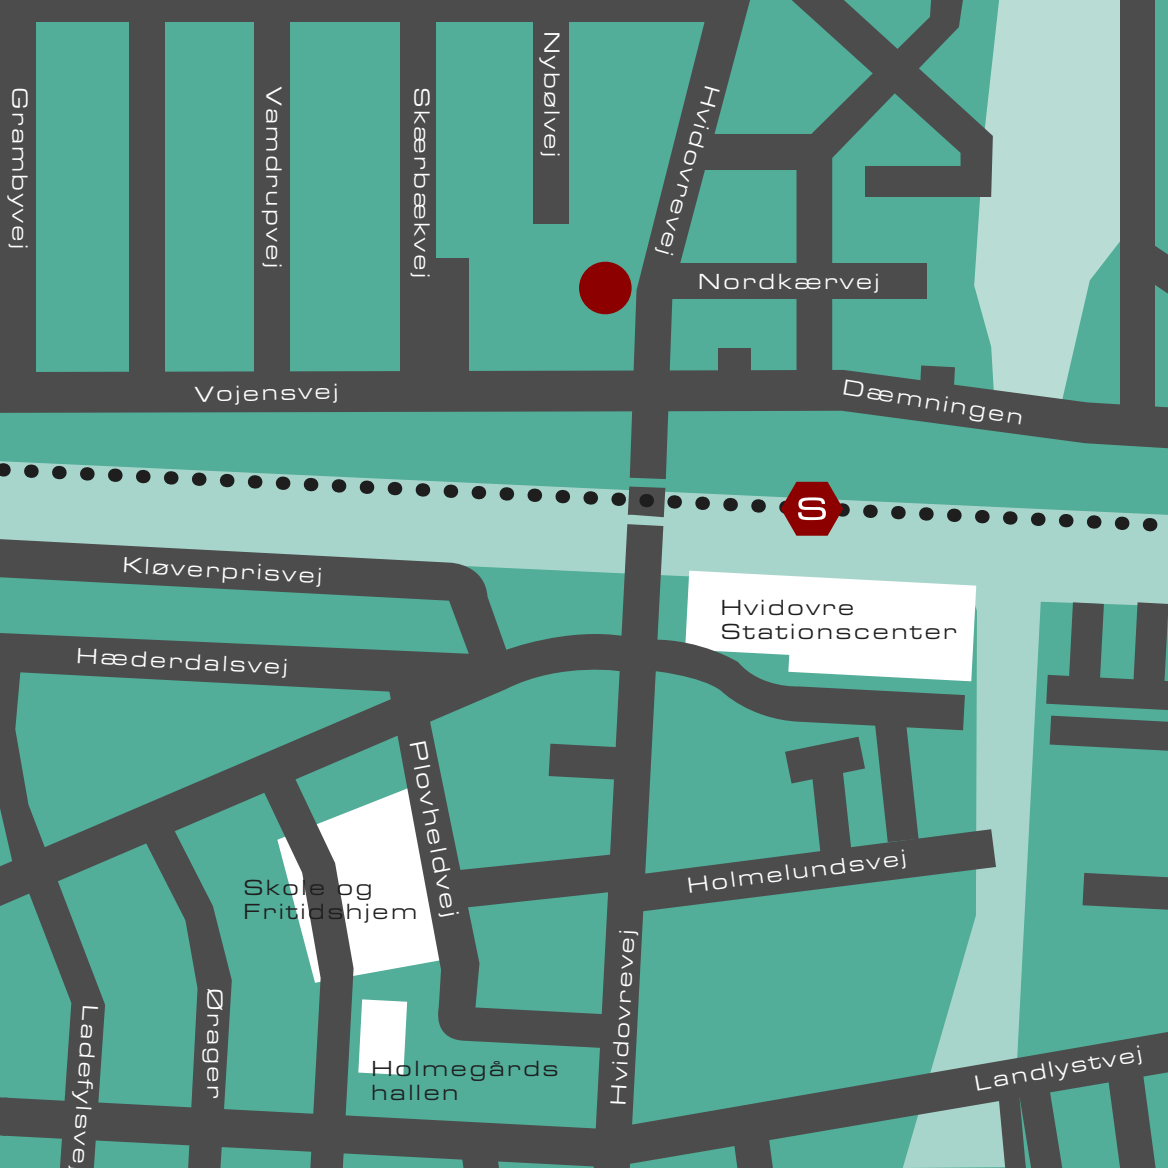 Grambyvej
Vamdrupvej
Skærbækvej
Nybølvej
Hvidovrevej
Nordkærvej
Vojensvej
Dæmningen
S
Kløverprisvej
Hvidovre
Stationscenter
Hæderdalsvej
Plovheldvej
Holmelundsvej
Skole og
Fritidshjem
Hvidovrevej
Ladefylsvej
Ørager
Holmegårds
hallen
Landlystvej